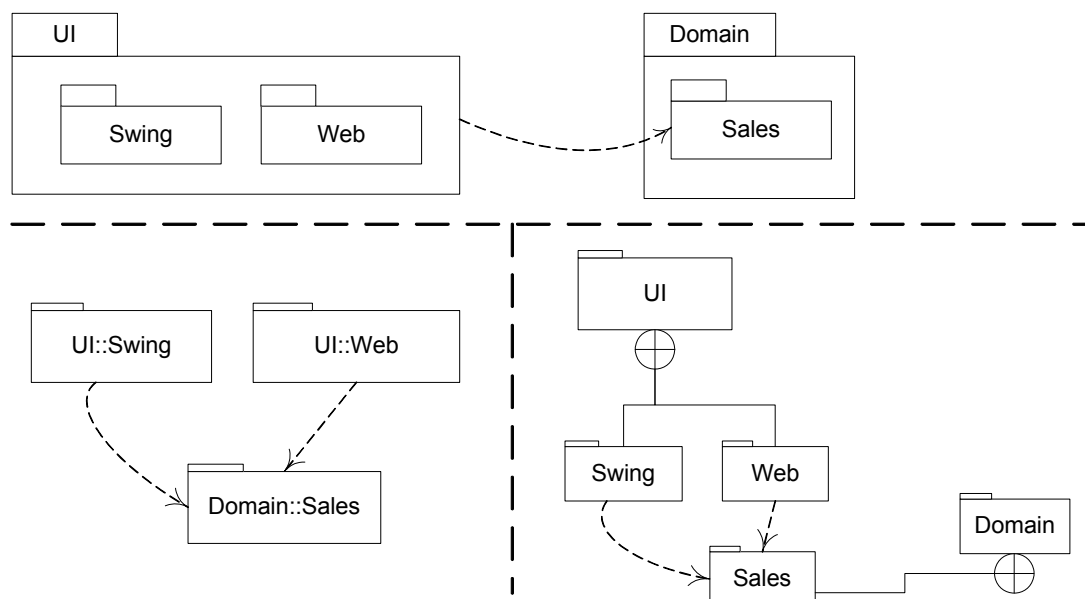 UI
Domain
Swing
Web
Sales
UI::Swing
UI::Web
Domain::Sales
UI
Swing
Web
Domain
Sales